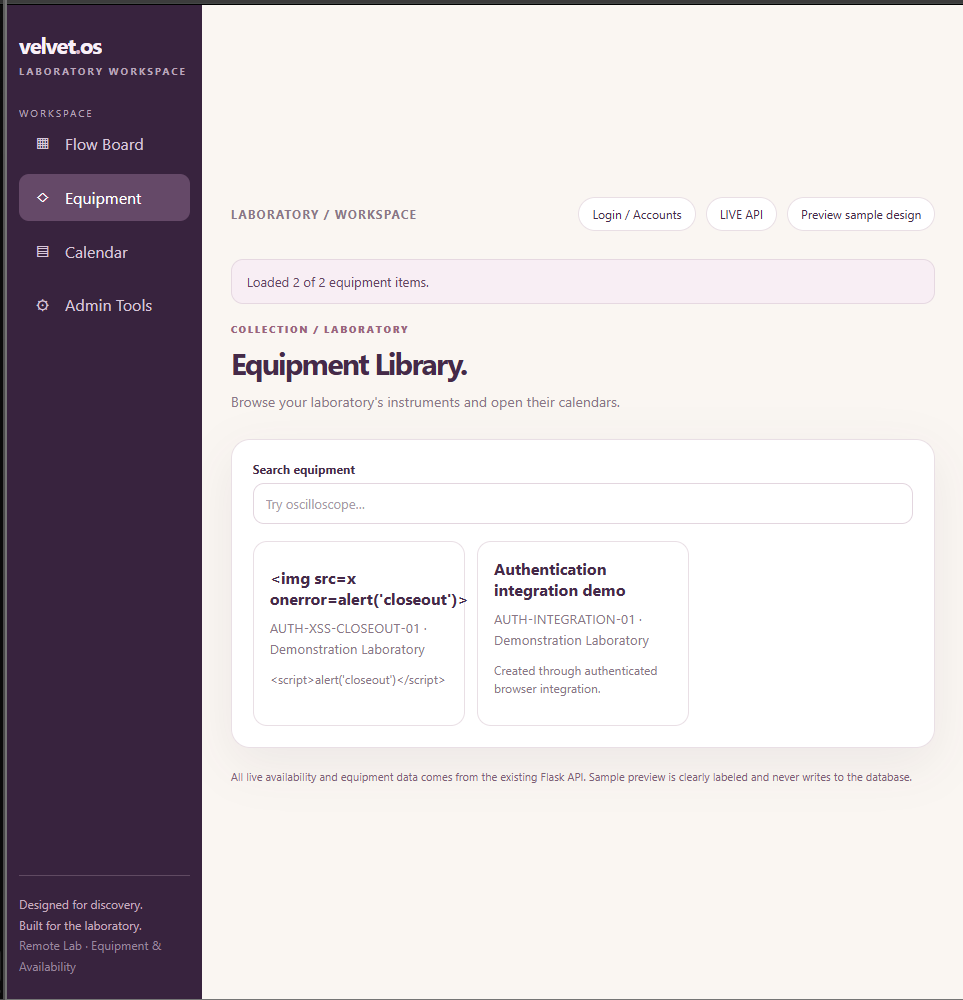 velvet.os
LABORATORY WORKSPACE
WORKSPACE
Flow Board
Equipment
Calendar
Admin Tools
Designed for discovery.
Built for the laboratory.
Remote Lab · Equipment &
Availability
LABORATORY / WORKSPACE
Login / Accounts
LIVE API
Preview sample design
Loaded 2 of 2 equipment items.
COLLECTION / LABORATORY
Equipment Library.
Browse your laboratory's instruments and open their calendars.
Search equipment
Try oscilloscope...
<img src=x
onerror=alert('closeout')>
AUTH-XSS-CLOSEOUT-01 ·
Demonstration Laboratory
<script>alert('closeout')</script>
Authentication
integration demo
AUTH-INTEGRATION-01 ·
Demonstration Laboratory
Created through authenticated
browser integration.
All live availability and equipment data comes from the existing Flask API. Sample preview is clearly labeled and never writes to the database.